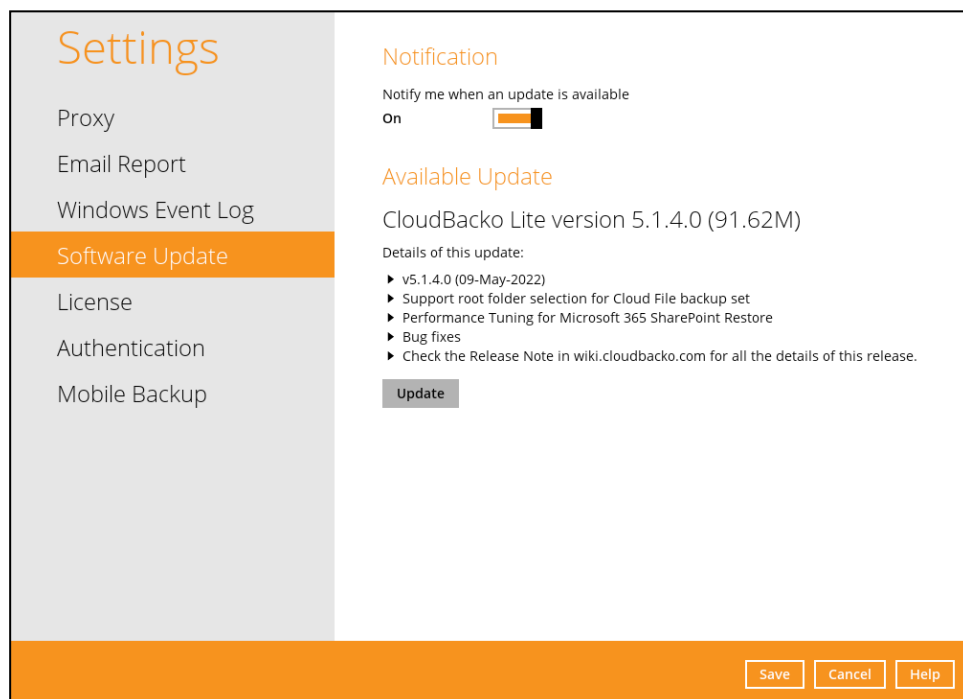 Settings
Proxy
Email Report
Windows Event Log
Software Update
License
Authentication
Mobile Backup
Notification
Notify me when an update is available
On
Available Update
CloudBacko Lite version 5.1.4.0 (91.62M)
Details of this update:
v5.1.4.0 (09-May-2022)
Support root folder selection for Cloud File backup set
Performance Tuning for Microsoft 365 SharePoint Restore
Bug fixes
Check the Release Note in wiki.cloudbacko.com for all the details of this release.
Update
Save Cancel Help